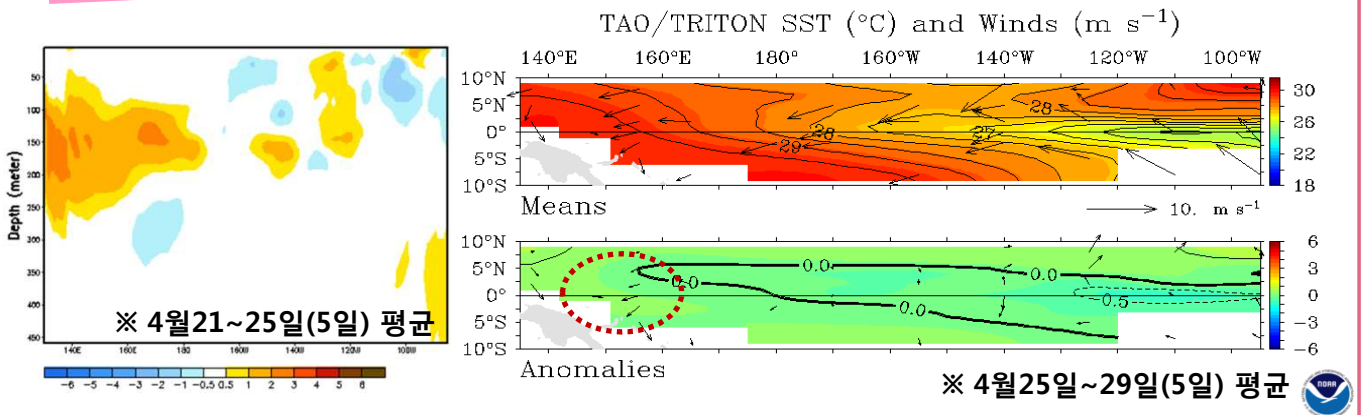 TAO/TRITON SST (°C) and Winds (m s⁻¹)
140°E 160°E 180° 160°W 140°W 120°W 100°W
10°N
5°N
0°
5°S
10°S
28
28
27
29
30
26
22
18
Means
10. m s⁻¹
10°N
5°N
0°
5°S
10°S
0.0
0.0
0.0
0.0
-0.5
6
3
0
-3
-6
Anomalies
※ 4월25일~29일(5일) 평균
NOAA
Depth (meter)
50
100
150
200
250
300
350
400
450
※ 4월21~25일(5일) 평균
140E 160E 180 160W 140W 120W 100W
-6 -5 -4 -3 -2 -1 -0.5 0.5 1 2 3 4 5 6